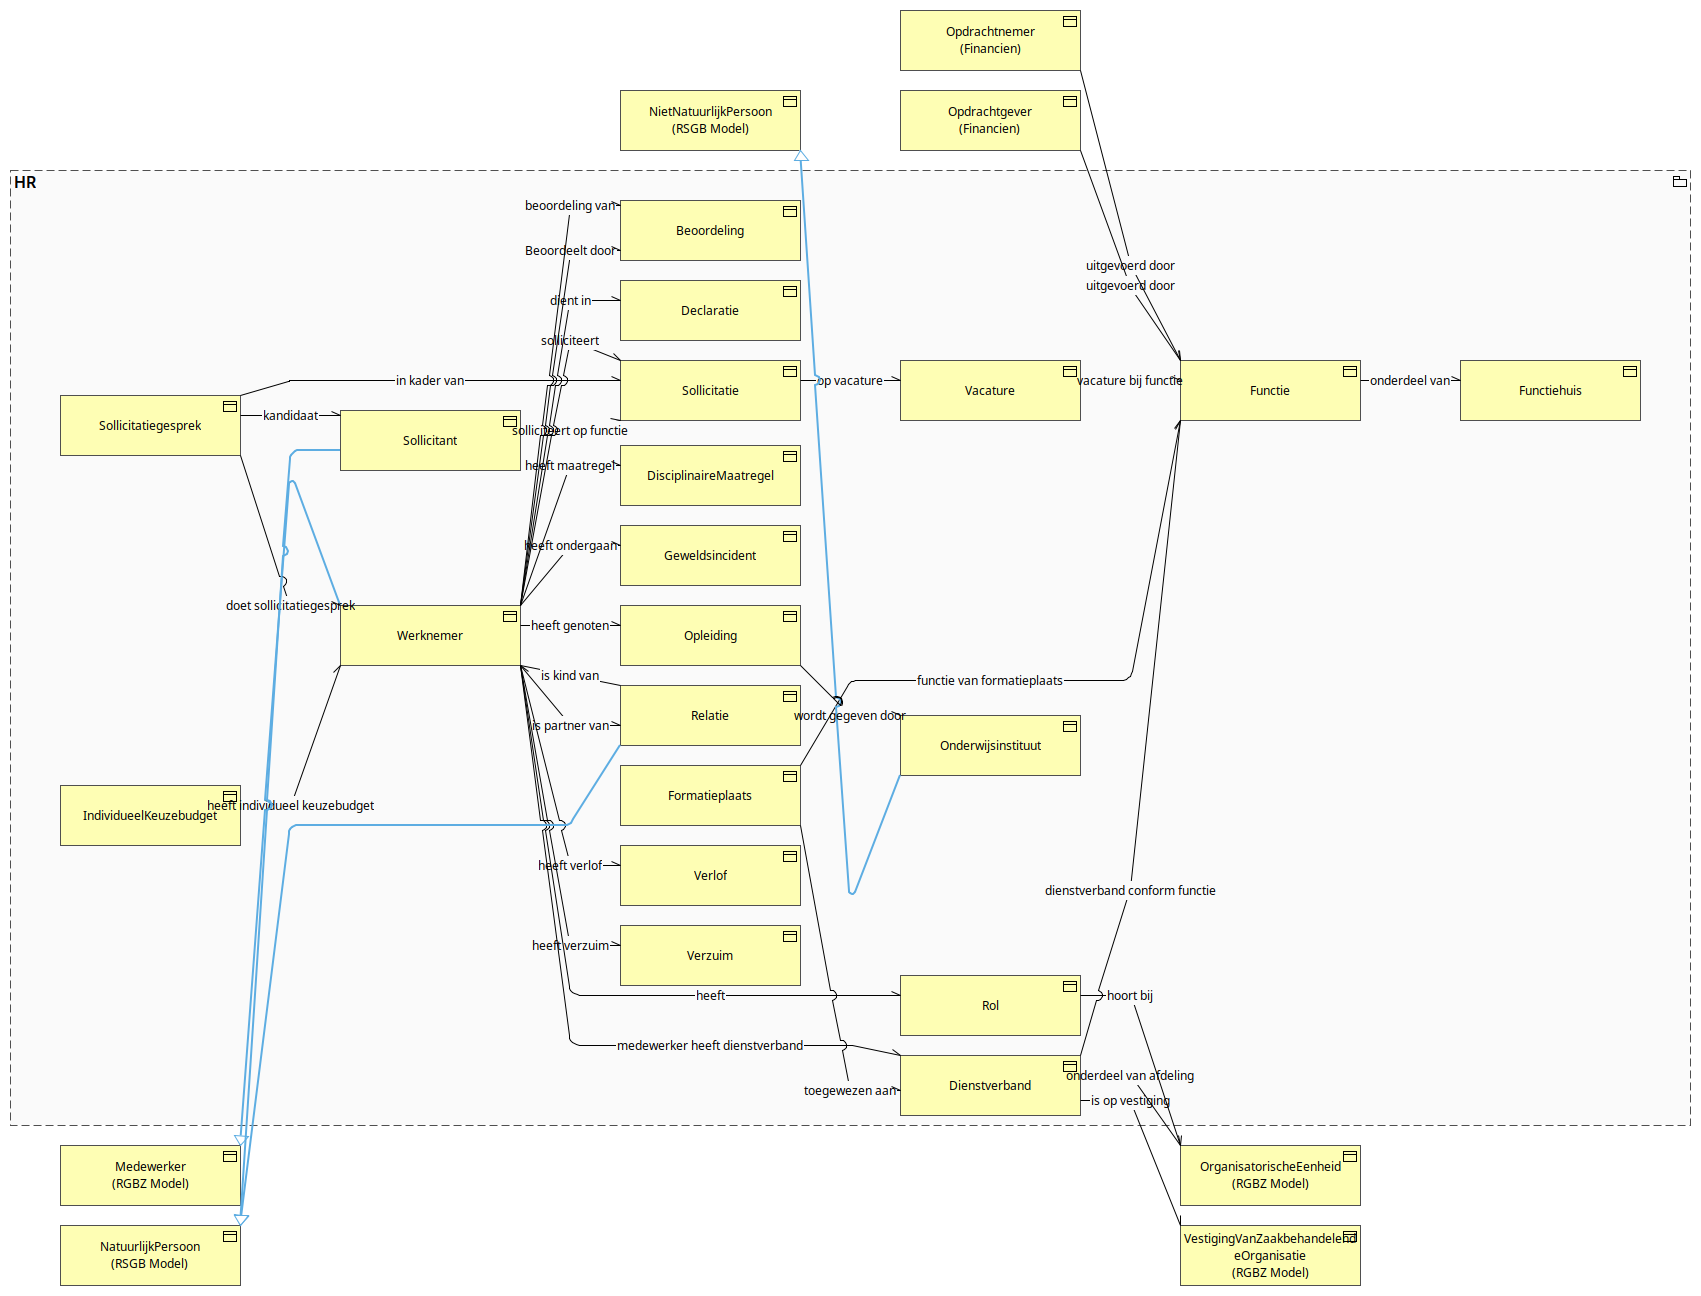 Opdrachtnemer
(Financien)
NietNatuurlijkPersoon
(RSGB Model)
Opdrachtgever
(Financien)
HR
beoordeling van
Beoordeling
Beoordeelt door
uitgevoerd door
uitgevoerd door
dient in
Declaratie
solliciteert
in kader van
Sollicitatie
op vacature
Vacature
vacature bij functie
Functie
onderdeel van
Functiehuis
Sollicitatiegesprek
kandidaat
Sollicitant
solliciteert op functie
heeft maatregel
DisciplinaireMaatregel
heeft ondergaan
Geweldsincident
doet sollicitatiegesprek
Werknemer
heeft genoten
Opleiding
is kind van
functie van formatieplaats
Relatie
is partner van
wordt gegeven door
Onderwijsinstituut
Formatieplaats
heeft individueel keuzebudget
IndividueelKeuzebudget
heeft verlof
Verlof
dienstverband conform functie
heeft verzuim
Verzuim
heeft
Rol
hoort bij
medewerker heeft dienstverband
toegewezen aan
Dienstverband
onderdeel van afdeling
is op vestiging
Medewerker
(RGBZ Model)
OrganisatorischeEenheid
(RGBZ Model)
NatuurlijkPersoon
(RSGB Model)
VestigingVanZaakbehandelend
eOrganisatie
(RGBZ Model)